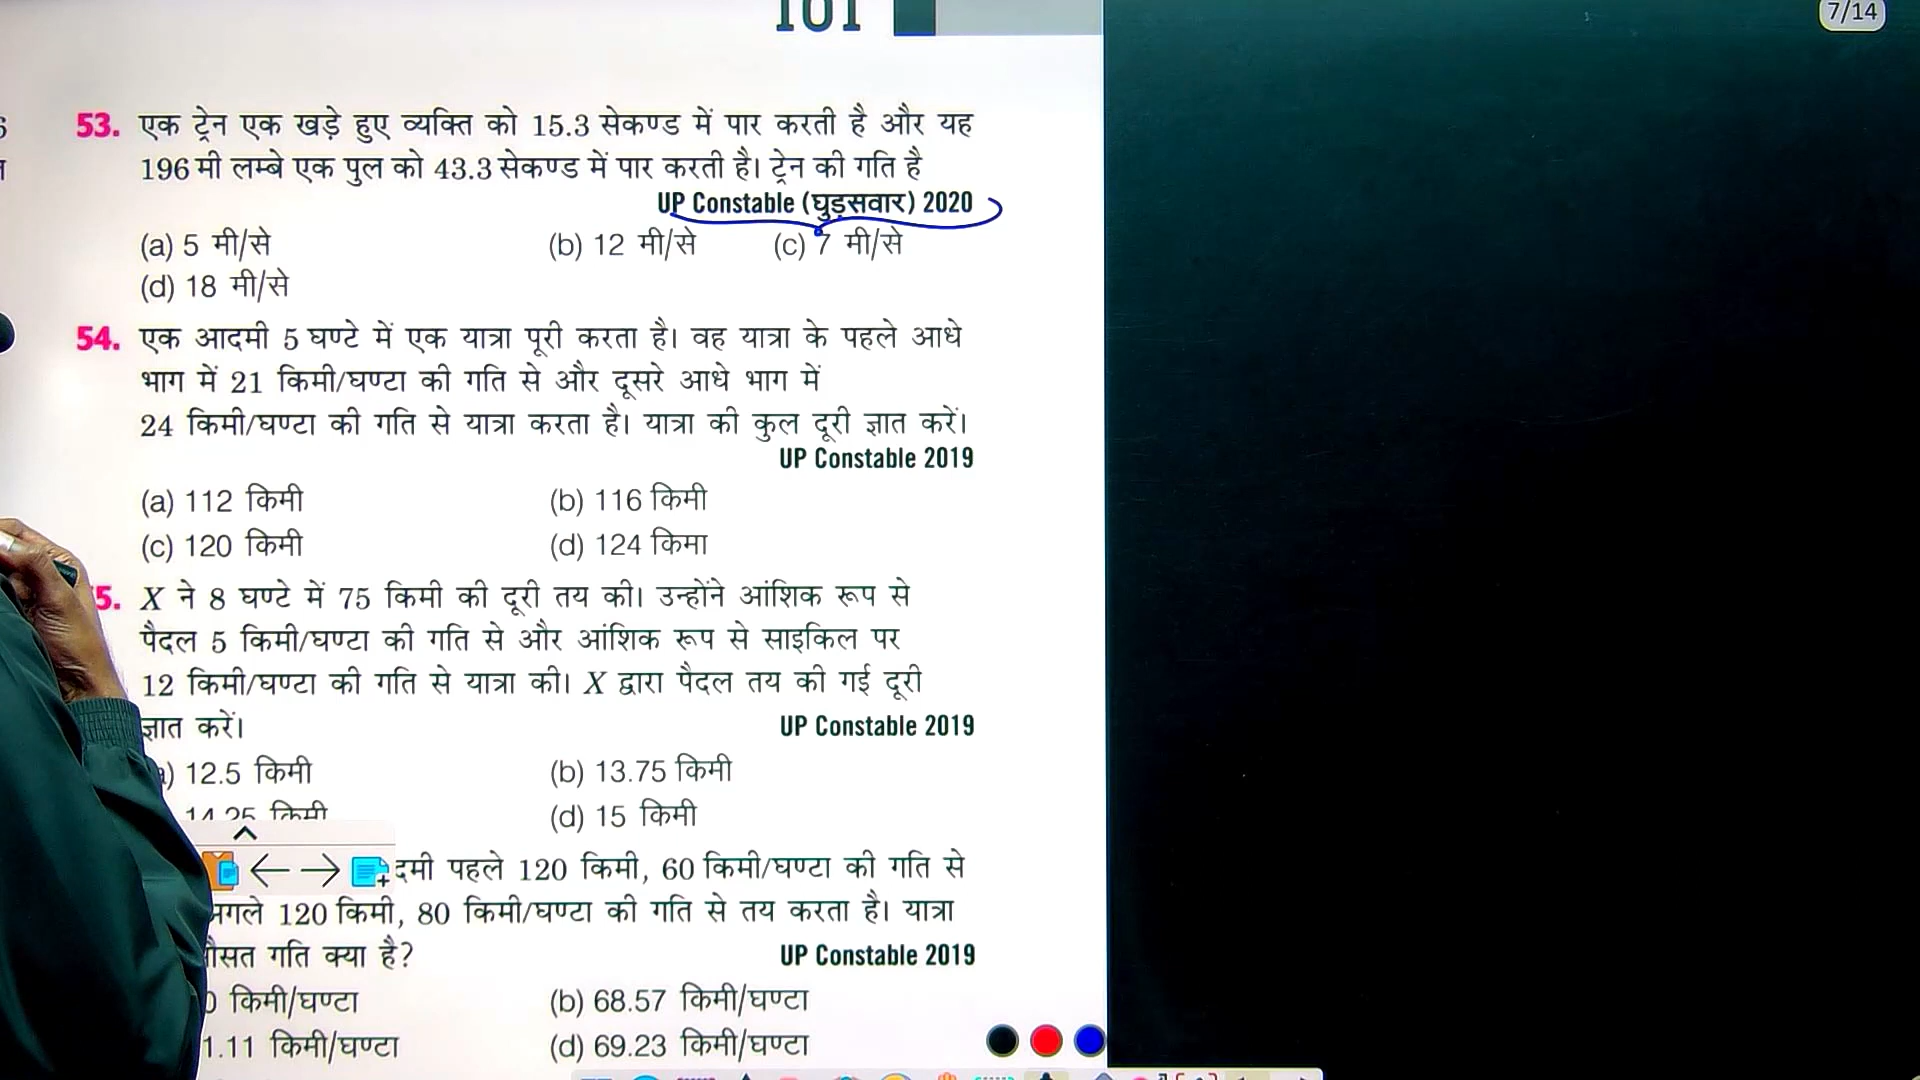 7/14
53. एक ट्रेन एक खड़े हुए व्यक्ति को 15.3 सेकण्ड में पार करती है और यह
196 मी लम्बे एक पुल को 43.3 सेकण्ड में पार करती है। ट्रेन की गति है
UP Constable (घुड़सवार) 2020
(a) 5 मी/से (b) 12 मी/से (c) 7 मी/से
(d) 18 मी/से
54. एक आदमी 5 घण्टे में एक यात्रा पूरी करता है। वह यात्रा के पहले आधे
भाग में 21 किमी/घण्टा की गति से और दूसरे आधे भाग में
24 किमी/घण्टा की गति से यात्रा करता है। यात्रा की कुल दूरी ज्ञात करें।
UP Constable 2019
(a) 112 किमी (b) 116 किमी
(c) 120 किमी (d) 124 किमी
5. X ने 8 घण्टे में 75 किमी की दूरी तय की। उन्होंने आंशिक रूप से
पैदल 5 किमी/घण्टा की गति से और आंशिक रूप से साइकिल पर
12 किमी/घण्टा की गति से यात्रा की। X द्वारा पैदल तय की गई दूरी
ज्ञात करें। UP Constable 2019
12.5 किमी (b) 13.75 किमी
14.25 किमी (d) 15 किमी
पहले 120 किमी, 60 किमी/घण्टा की गति से
120 किमी, 80 किमी/घण्टा की गति से तय करता है। यात्रा
गति क्या है? UP Constable 2019
किमी/घण्टा (b) 68.57 किमी/घण्टा
1.11 किमी/घण्टा (d) 69.23 किमी/घण्टा